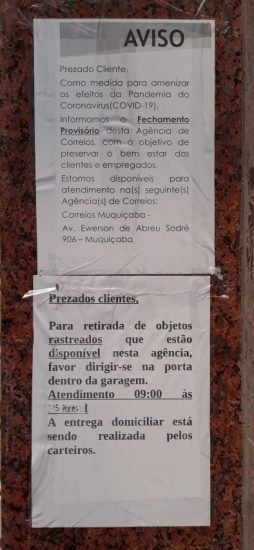 AVISO
Prezado Cliente,
Como medida para amenizar
os efeitos da Pandemia do
Coronavírus(COVID-19).
Informamos o Fechamento
Provisório desta Agência de
Correios, com o objetivo de
preservar o bem estar dos
clientes e empregados.
Estamos disponíveis para
atendimento na(s) seguinte(s)
Agência(s) de Correios:
Correios Muquiçaba -
Av. Ewerson de Abreu Sodré
906 – Muquiçaba
Prezados clientes,
Para retirada de objetos
rastreados que estão
disponível nesta agência,
favor dirigir-se na porta
dentro da garagem.
Atendimento 09:00 às
A entrega domiciliar está
sendo realizada pelos
carteiros.